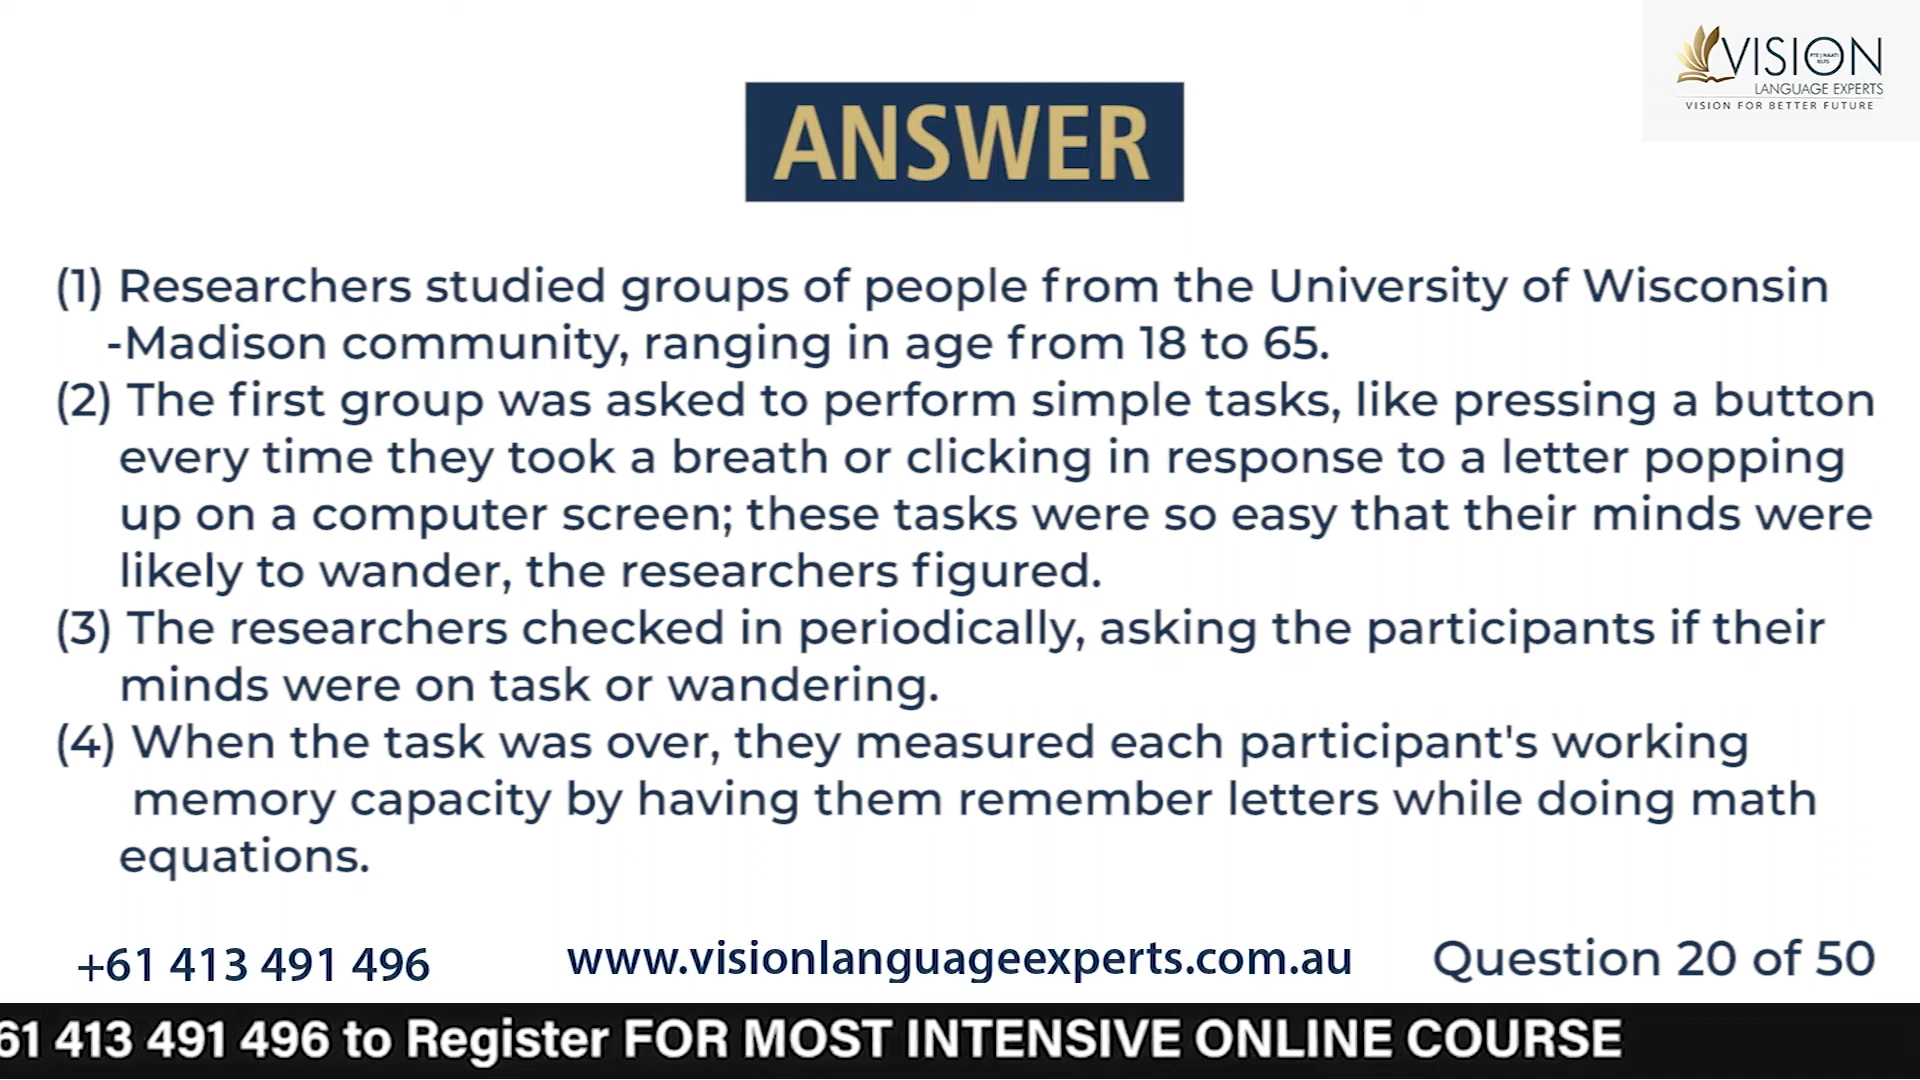 VISION
PTE | NAATI
IELTS
LANGUAGE EXPERTS
VISION FOR BETTER FUTURE
ANSWER
(1) Researchers studied groups of people from the University of Wisconsin
-Madison community, ranging in age from 18 to 65.
(2) The first group was asked to perform simple tasks, like pressing a button
every time they took a breath or clicking in response to a letter popping
up on a computer screen; these tasks were so easy that their minds were
likely to wander, the researchers figured.
(3) The researchers checked in periodically, asking the participants if their
minds were on task or wandering.
(4) When the task was over, they measured each participant's working
memory capacity by having them remember letters while doing math
equations.
+61 413 491 496 www.visionlanguageexperts.com.au Question 20 of 50
61 413 491 496 to Register FOR MOST INTENSIVE ONLINE COURSE